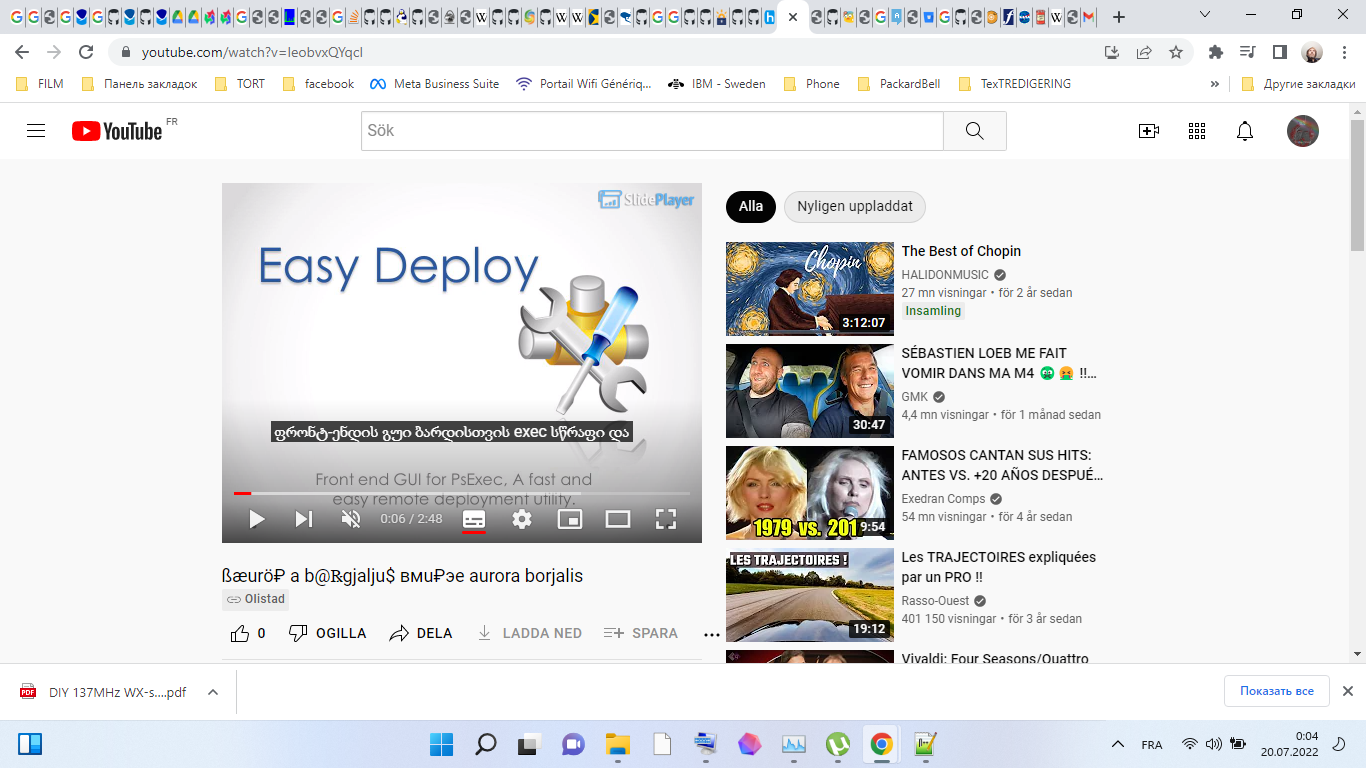 youtube.com/watch?v=IeobvxQYqcI
FILM
Панель закладок
TORT
facebook
Meta Business Suite
Portail Wifi Génériq...
IBM - Sweden
Phone
PackardBell
TexTREDIGERING
»
Другие закладки
YouTube FR
Sök
SlidePlayer
Easy Deploy
ფრონტ-ენდის გუი ბარდისთვის exec სწრაფი და
Front end GUI for PsExec, A fast and
easy remote deployment utility.
0:06 / 2:48
ßæurö₽ a b@℞gjalju$ вмu₽эe aurora borjalis
Olistad
0
OGILLA
DELA
LADDA NED
SPARA
Alla
Nyligen uppladdat
Chopin
3:12:07
The Best of Chopin
HALIDONMUSIC
27 mn visningar • för 2 år sedan
Insamling
30:47
SÉBASTIEN LOEB ME FAIT
VOMIR DANS MA M4 🤢 🤮 !!...
GMK
4,4 mn visningar • för 1 månad sedan
1979 vs. 201
9:54
FAMOSOS CANTAN SUS HITS:
ANTES VS. +20 AÑOS DESPUÉ...
Exedran Comps
54 mn visningar • för 4 år sedan
LES TRAJECTOIRES !
19:12
Les TRAJECTOIRES expliquées
par un PRO !!
Rasso-Ouest
401 150 visningar • för 3 år sedan
Vivaldi: Four Seasons/Quattro
PDF
DIY 137MHz WX-s....pdf
Показать все
FRA
0:04
20.07.2022